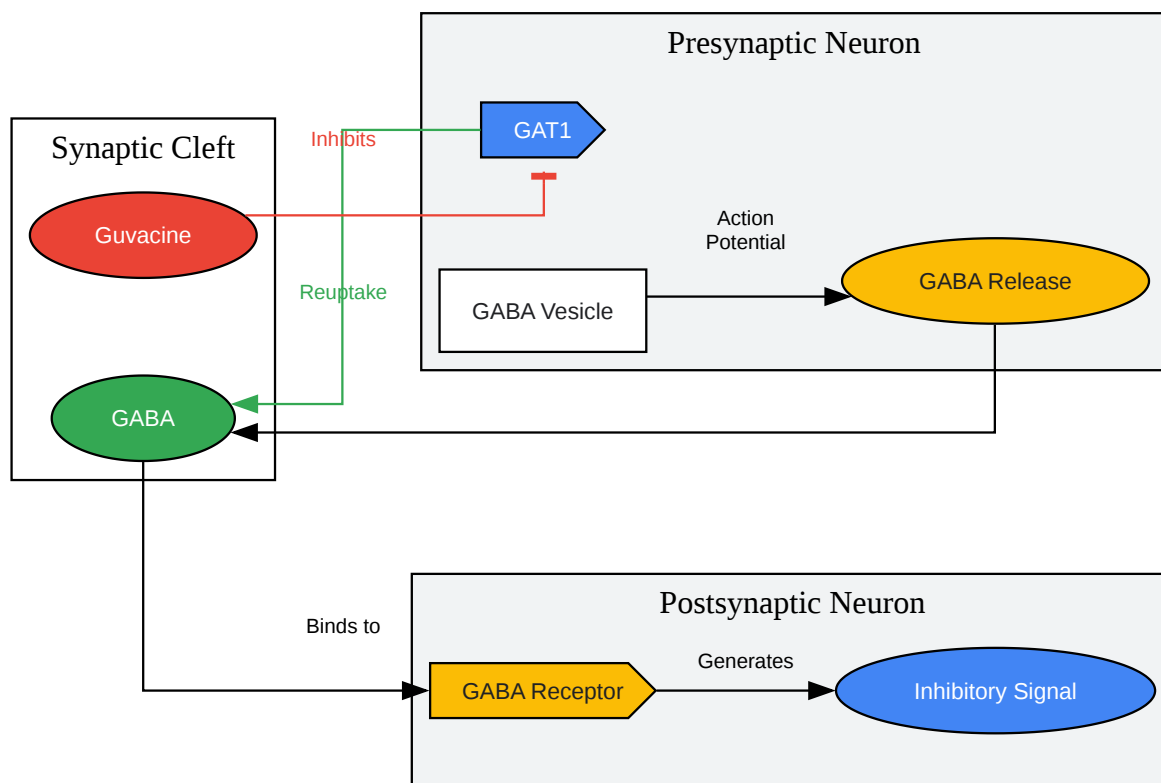 Presynaptic Neuron
GAT1
Synaptic Cleft
Inhibits
Guvacine
Action
Potential
Reuptake
GABA Vesicle
GABA Release
GABA
Postsynaptic Neuron
Binds to
GABA Receptor
Generates
Inhibitory Signal